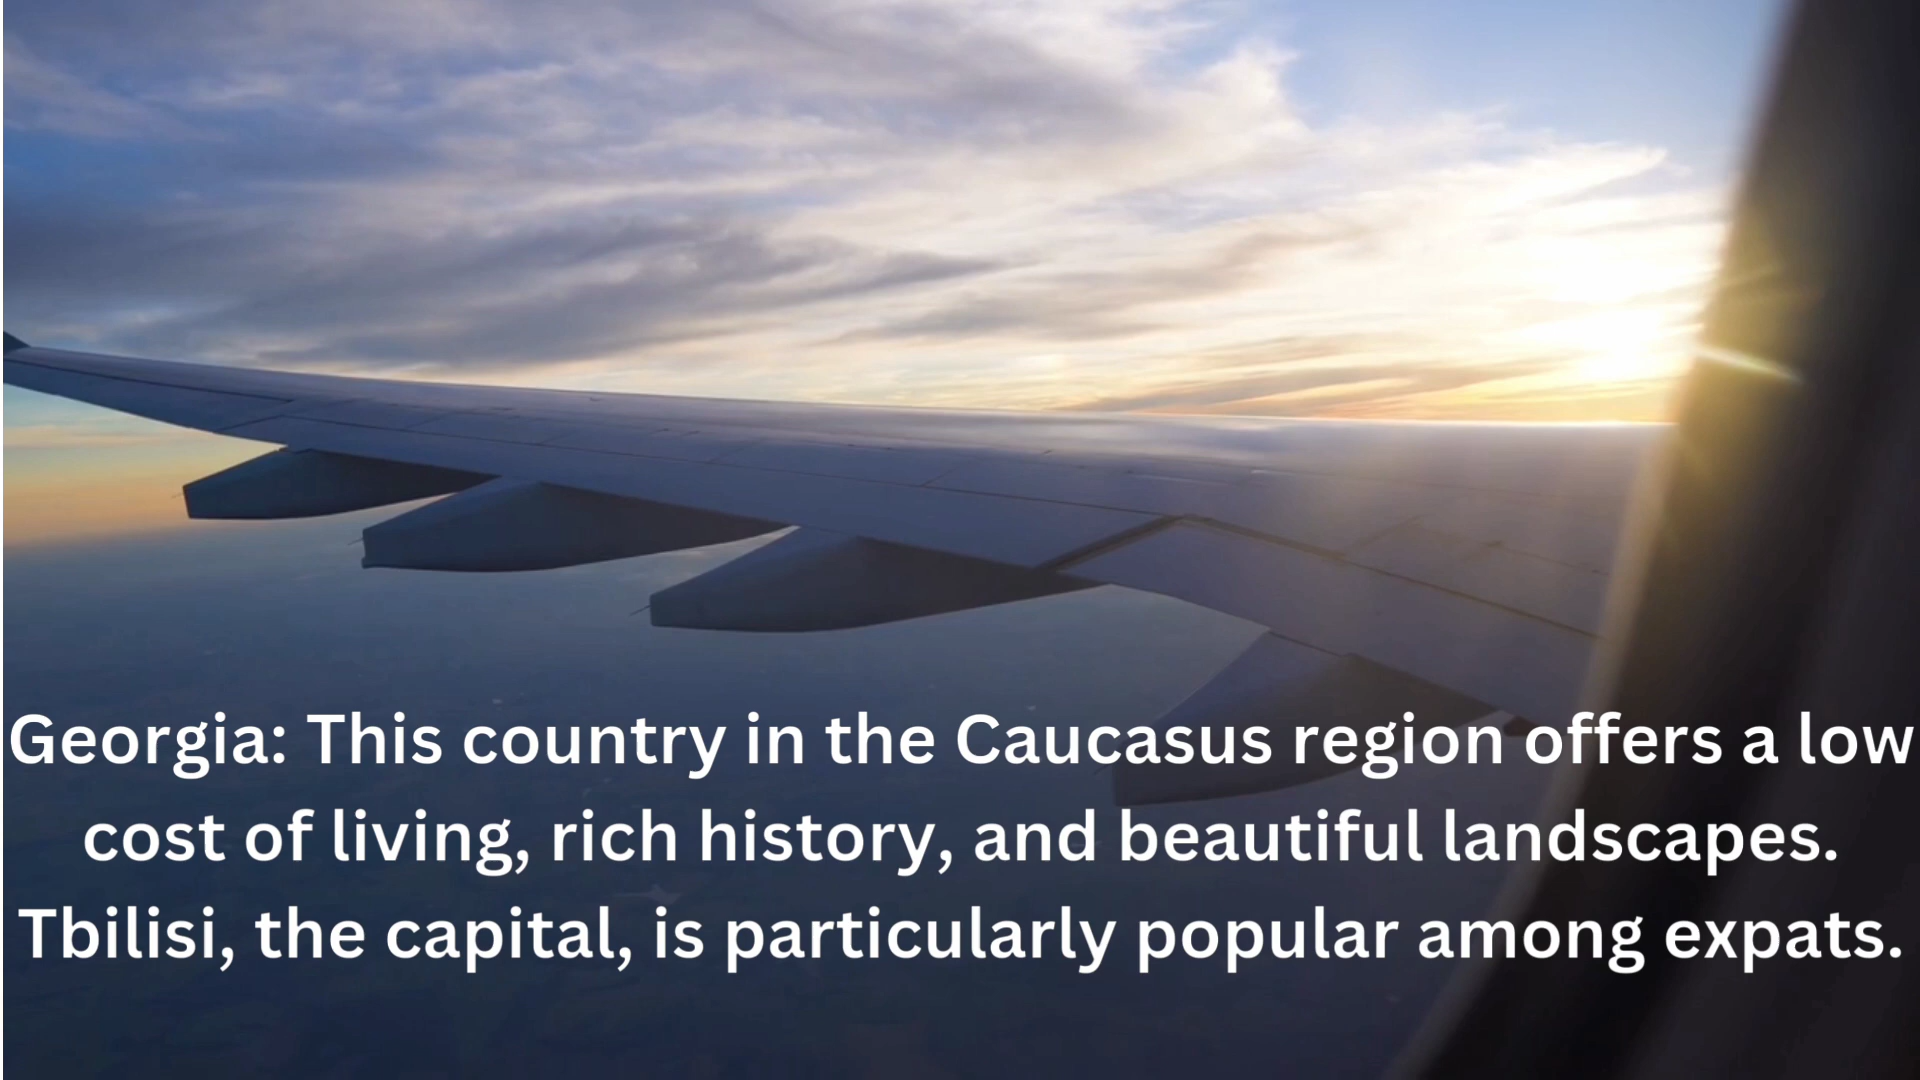 Georgia: This country in the Caucasus region offers a low
cost of living, rich history, and beautiful landscapes.
Tbilisi, the capital, is particularly popular among expats.